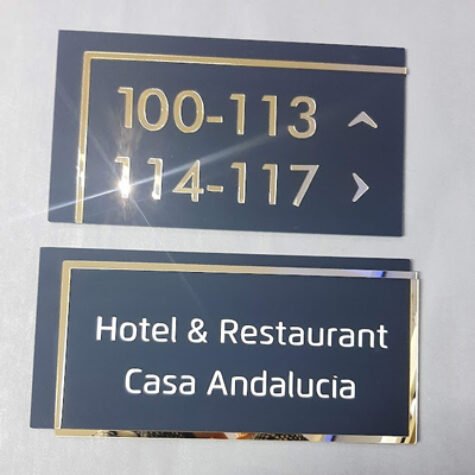 100-113 ^
114-117 >
Hotel & Restaurant
Casa Andalucia